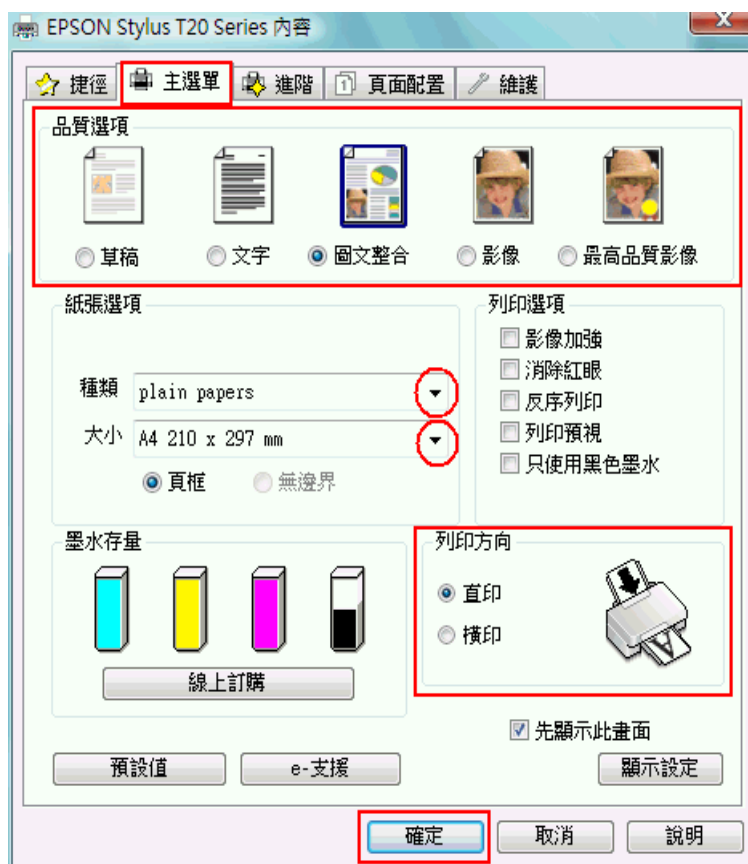 EPSON Stylus T20 Series 內容
捷徑 主選單 進階 頁面配置 維護
品質選項
草稿 文字 圖文整合 影像 最高品質影像
紙張選項
種類 plain papers
大小 A4 210 x 297 mm
頁框 無邊界
列印選項
影像加強
消除紅眼
反序列印
列印預視
只使用黑色墨水
墨水存量
線上訂購
列印方向
直印
橫印
先顯示此畫面
預設值 e-支援 顯示設定
確定 取消 說明